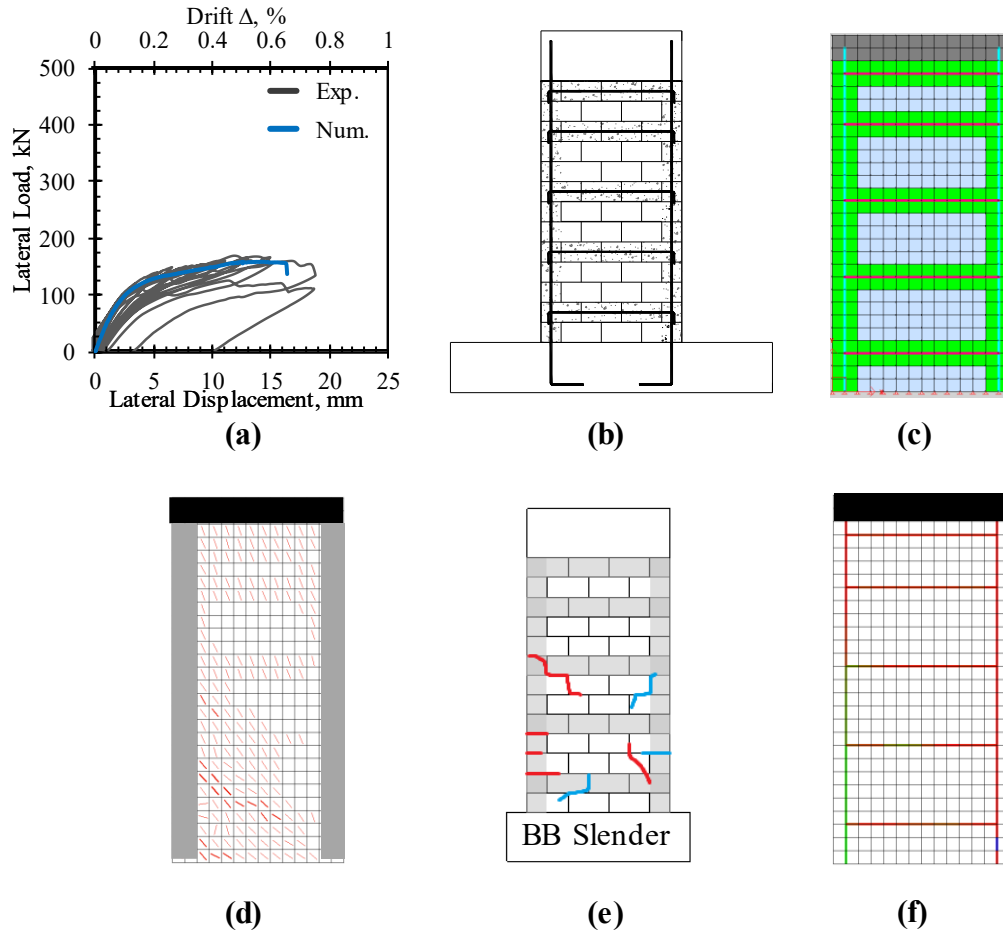 Drift Δ, %
0 0.2 0.4 0.6 0.8 1
500
400
300
200
100
0
Lateral Load, kN
Exp.
Num.
0 5 10 15 20 25
Lateral Displacement, mm
(a)
(b)
(c)
BB Slender
(d)
(e)
(f)